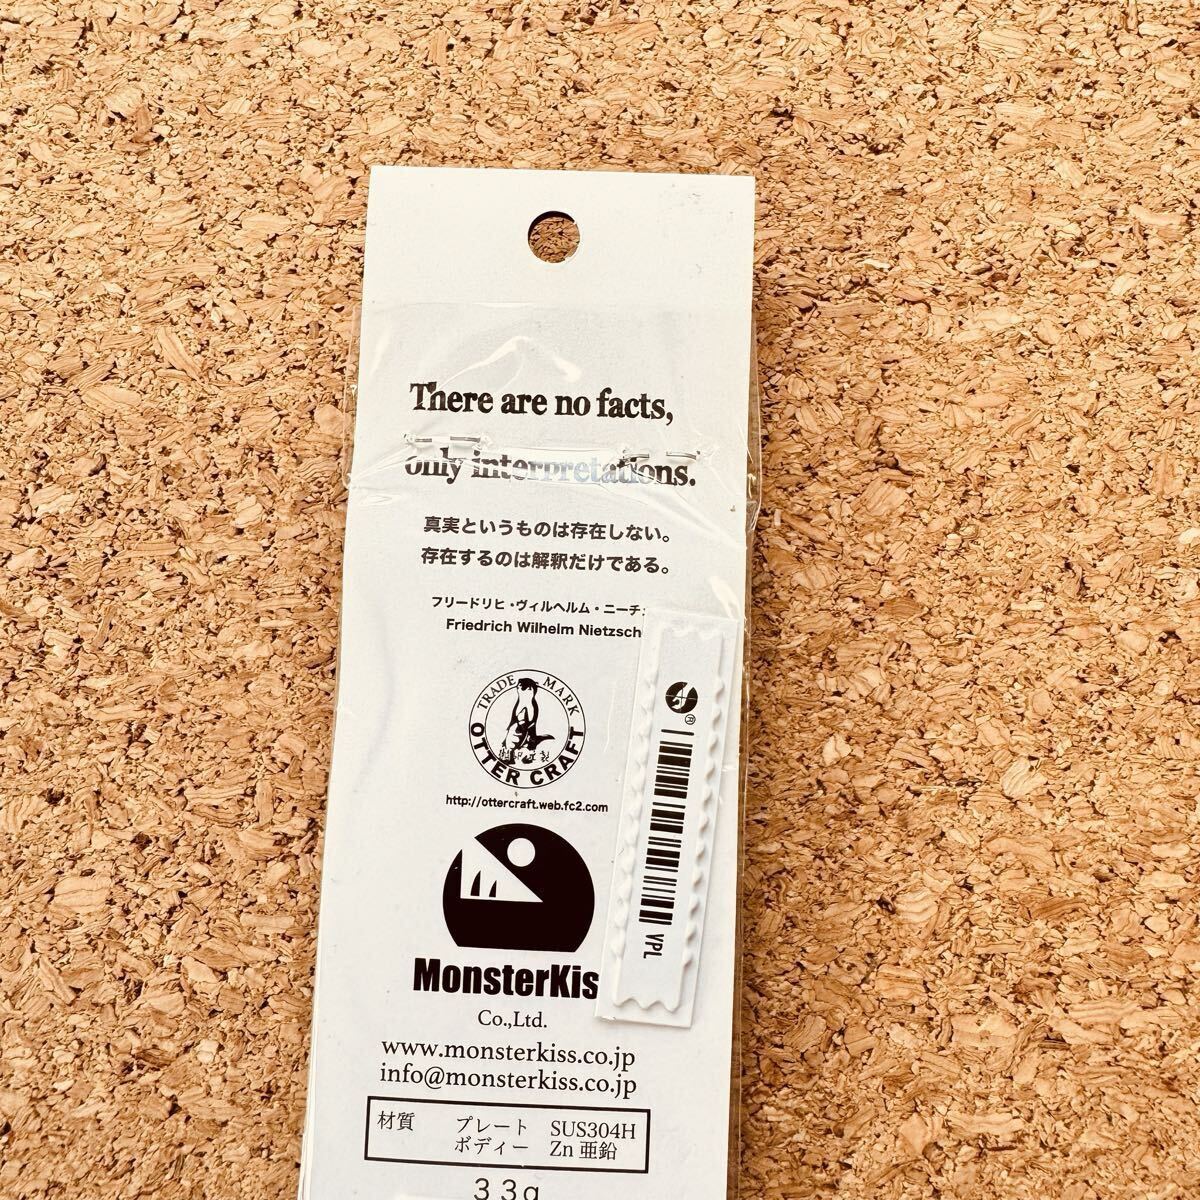 There are no facts,
only interpretations.
真実というものは存在しない。
存在するのは解釈だけである。
フリードリヒ・ヴィルヘルム・ニーチ
Friedrich Wilhelm Nietzsch
TRADE MARK
OTTER CRAFT
http://ottercraft.web.fc2.com
VPL
MonsterKis
Co.,Ltd.
www.monsterkiss.co.jp
info@monsterkiss.co.jp
材質 プレート SUS304H
ボディー Zn 亜鉛
33g